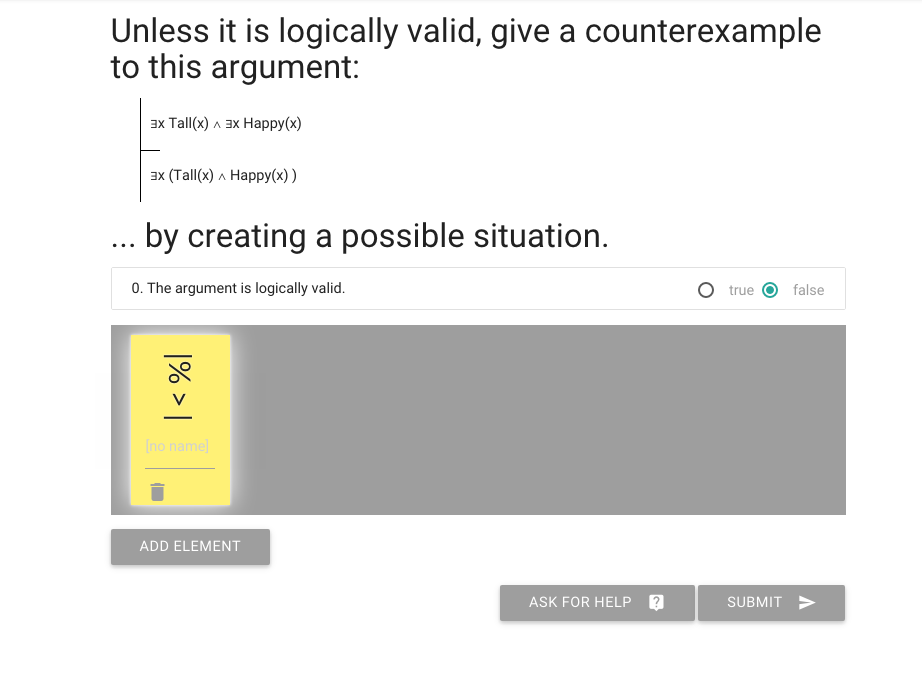 Unless it is logically valid, give a counterexample
to this argument:
∃x Tall(x) ∧ ∃x Happy(x)
∃x (Tall(x) ∧ Happy(x) )
... by creating a possible situation.
0. The argument is logically valid.
true
false
|%<|
[no name]
ADD ELEMENT
ASK FOR HELP
SUBMIT